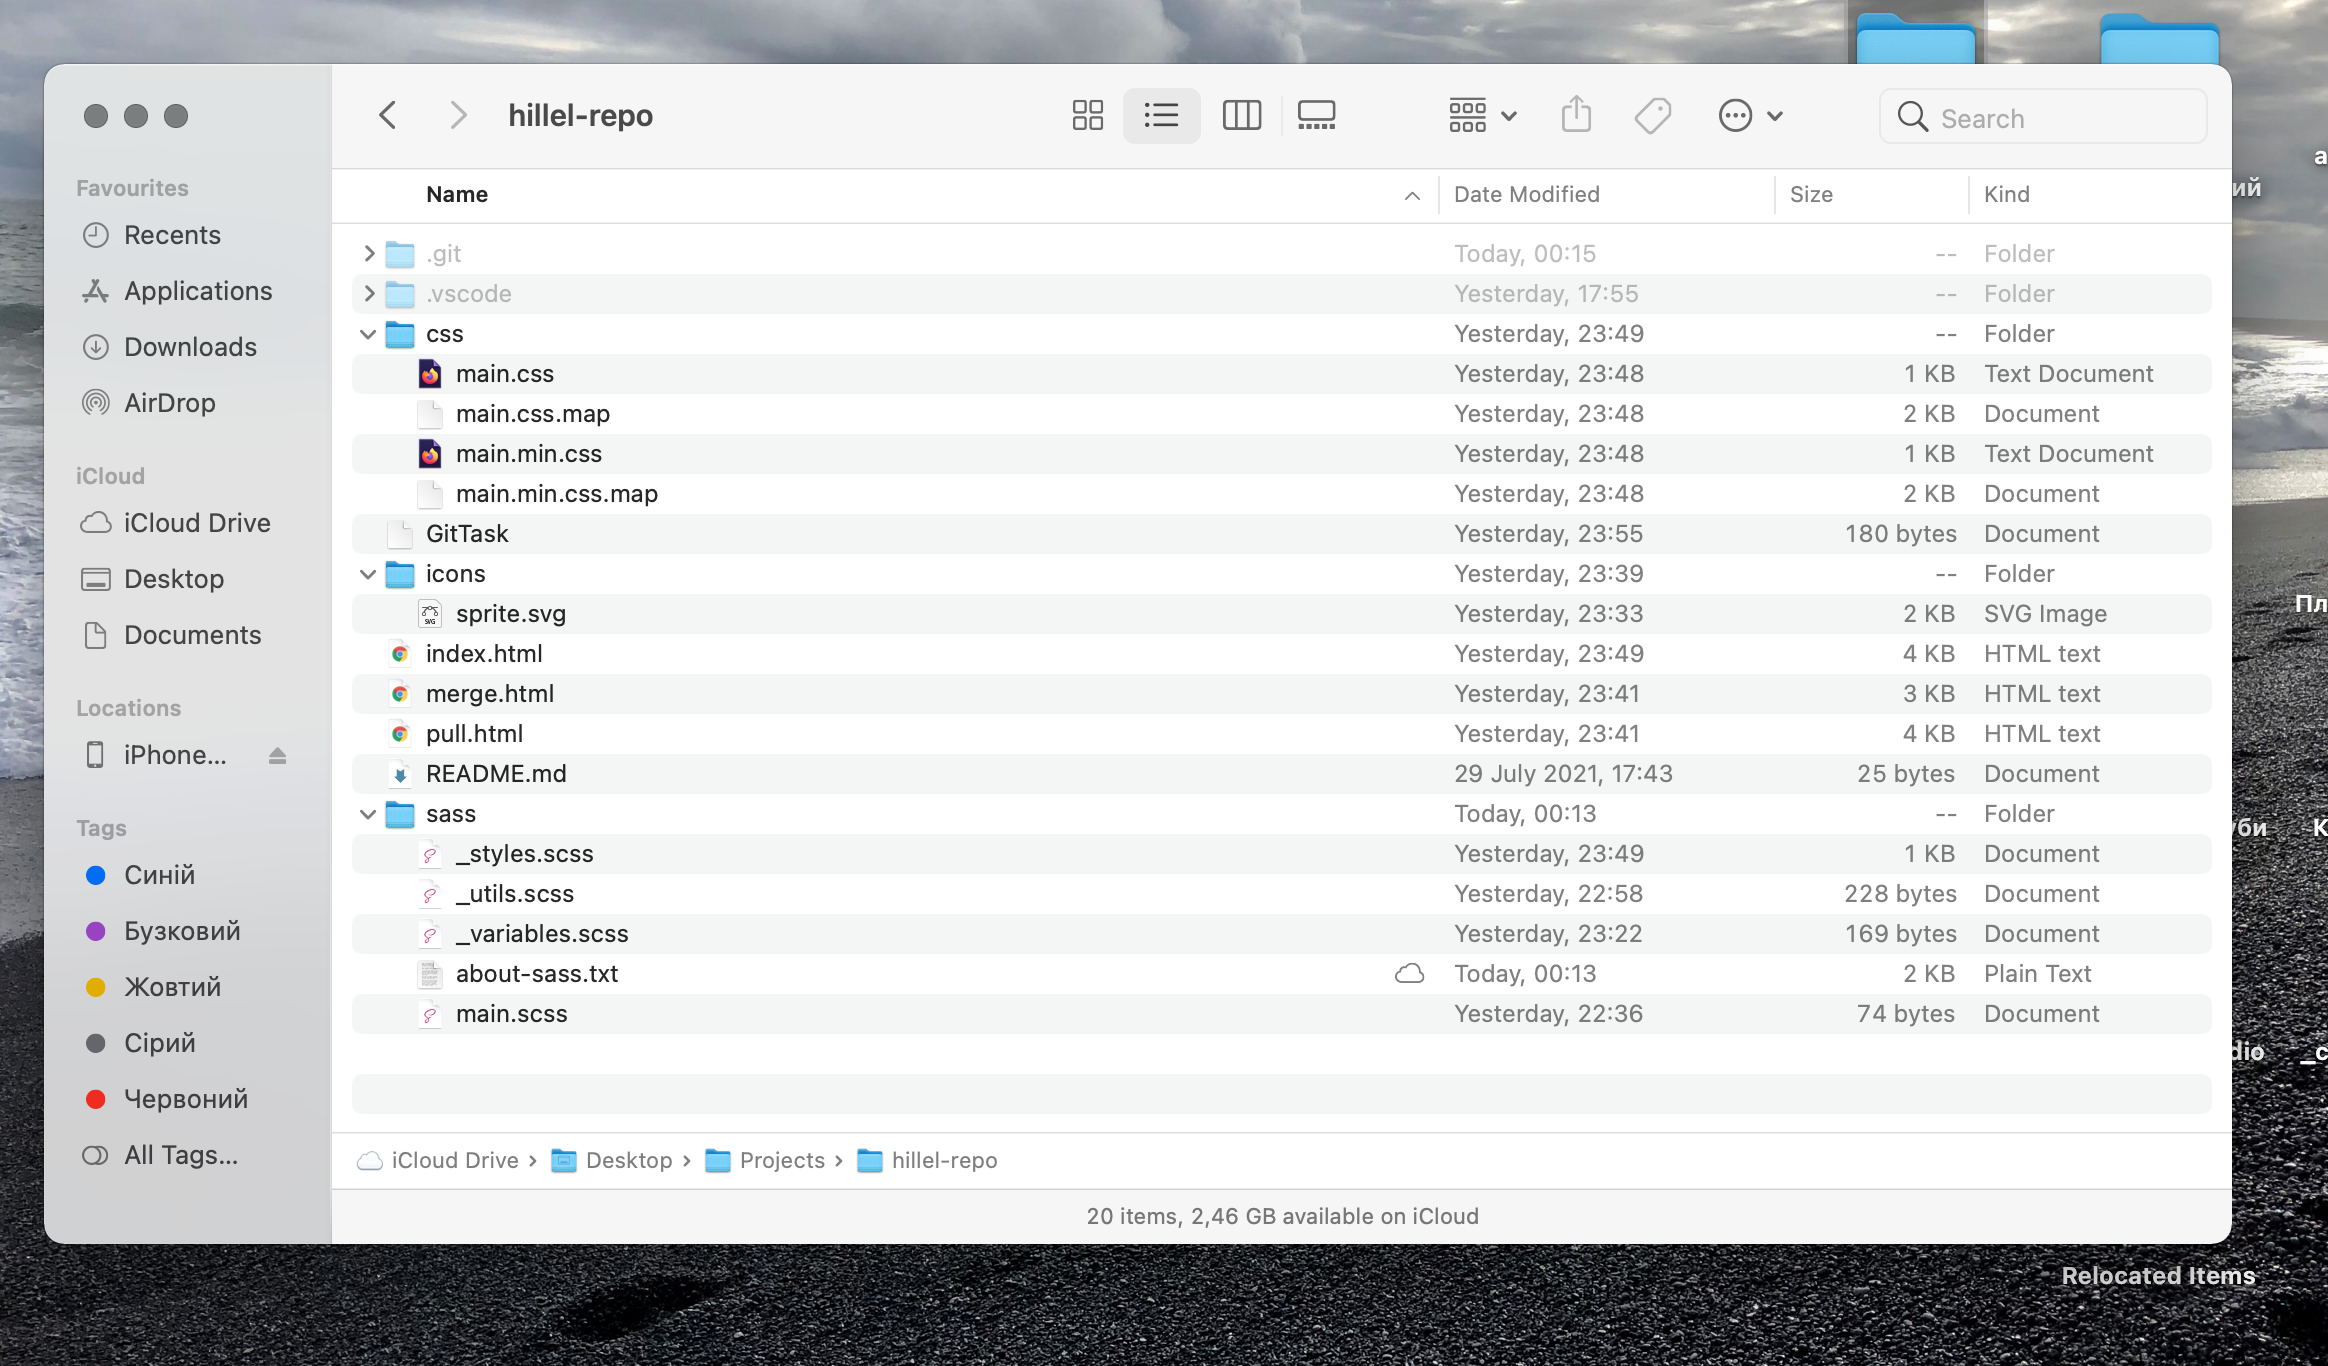 hillel-repo
Search
Favourites
Recents
Applications
Downloads
AirDrop
iCloud
iCloud Drive
Desktop
Documents
Locations
iPhone...
Tags
Синій
Бузковий
Жовтий
Сірий
Червоний
All Tags...
Name Date Modified Size Kind
.git Today, 00:15 -- Folder
.vscode Yesterday, 17:55 -- Folder
css Yesterday, 23:49 -- Folder
main.css Yesterday, 23:48 1 KB Text Document
main.css.map Yesterday, 23:48 2 KB Document
main.min.css Yesterday, 23:48 1 KB Text Document
main.min.css.map Yesterday, 23:48 2 KB Document
GitTask Yesterday, 23:55 180 bytes Document
icons Yesterday, 23:39 -- Folder
sprite.svg Yesterday, 23:33 2 KB SVG Image
index.html Yesterday, 23:49 4 KB HTML text
merge.html Yesterday, 23:41 3 KB HTML text
pull.html Yesterday, 23:41 4 KB HTML text
README.md 29 July 2021, 17:43 25 bytes Document
sass Today, 00:13 -- Folder
_styles.scss Yesterday, 23:49 1 KB Document
_utils.scss Yesterday, 22:58 228 bytes Document
_variables.scss Yesterday, 23:22 169 bytes Document
about-sass.txt Today, 00:13 2 KB Plain Text
main.scss Yesterday, 22:36 74 bytes Document
iCloud Drive › Desktop › Projects › hillel-repo
20 items, 2,46 GB available on iCloud
Relocated Items